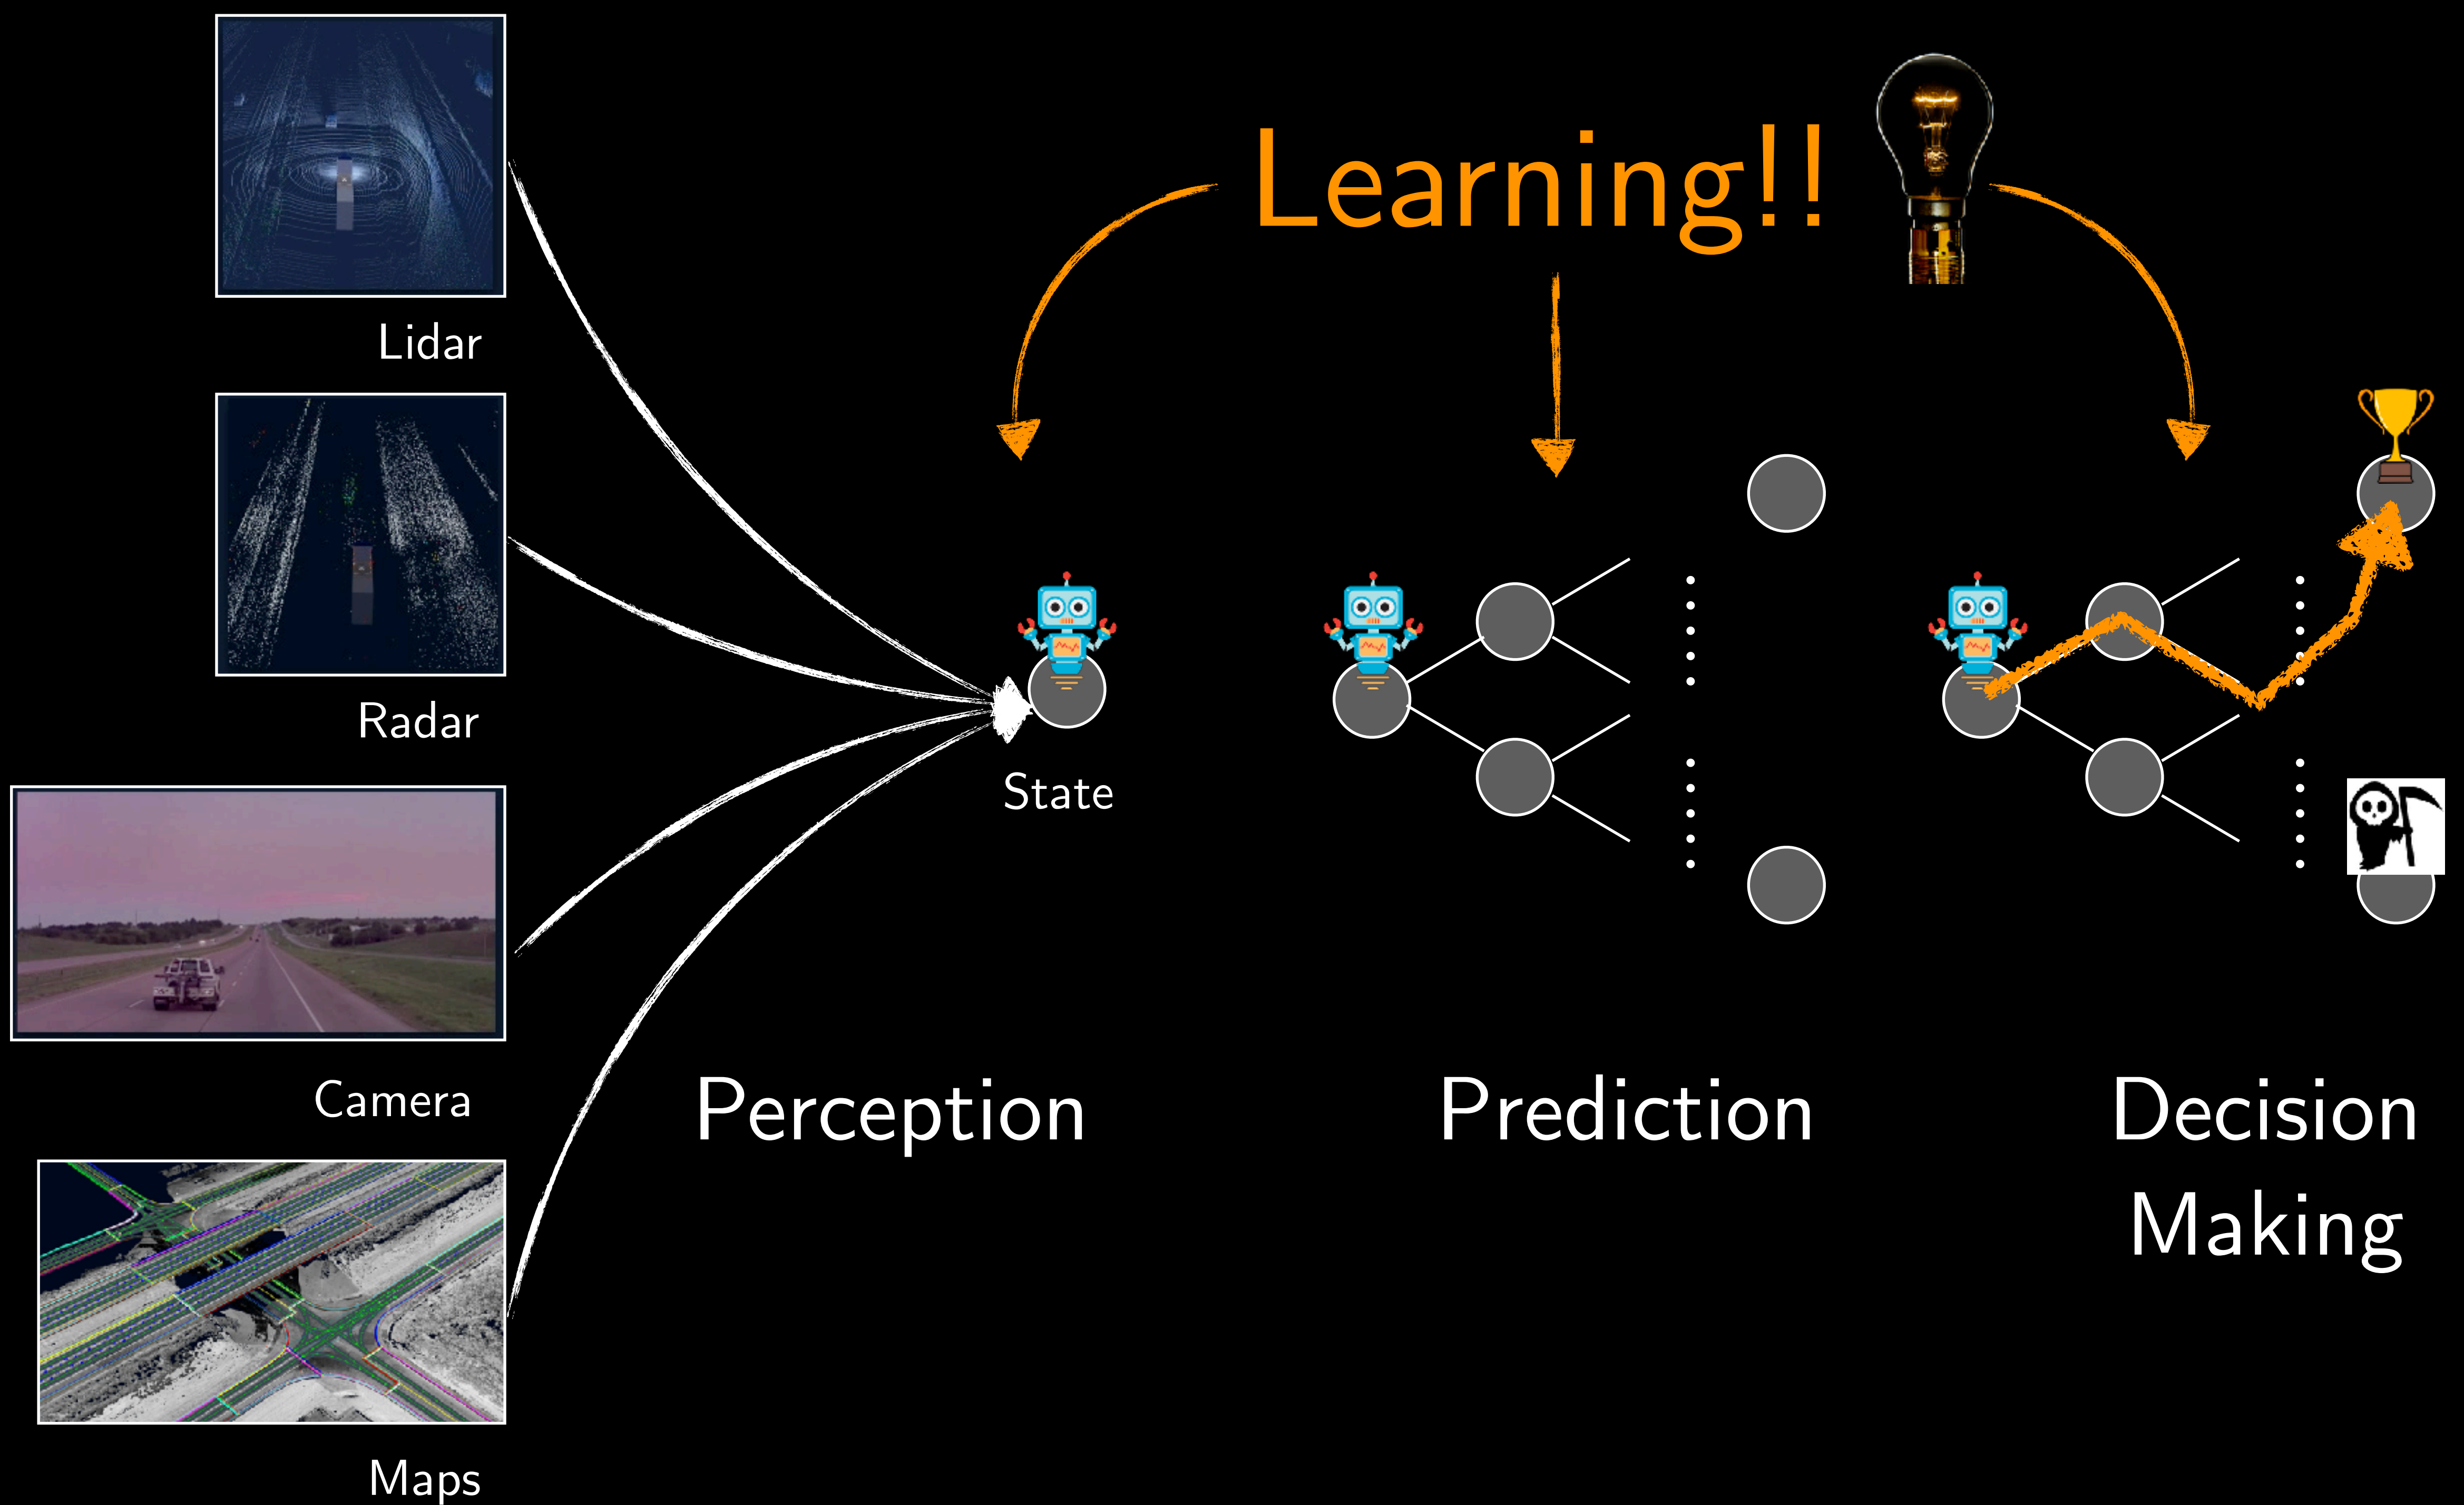 Learning!!
Lidar
Radar
Camera
Maps
State
Perception
Prediction
Decision
Making